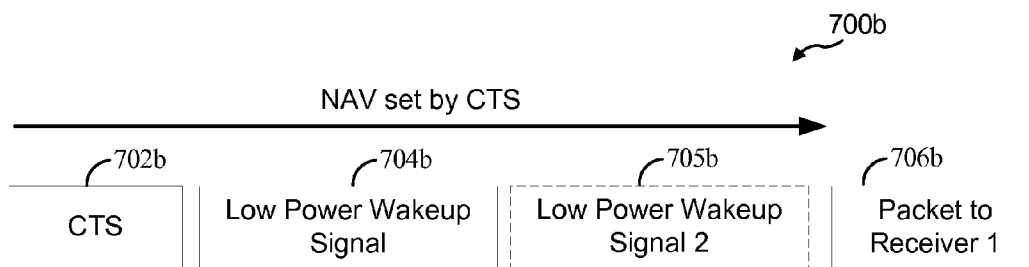 700b
NAV set by CTS
702b
704b
705b
706b
CTS
Low Power Wakeup
Signal
Low Power Wakeup
Signal 2
Packet to
Receiver 1